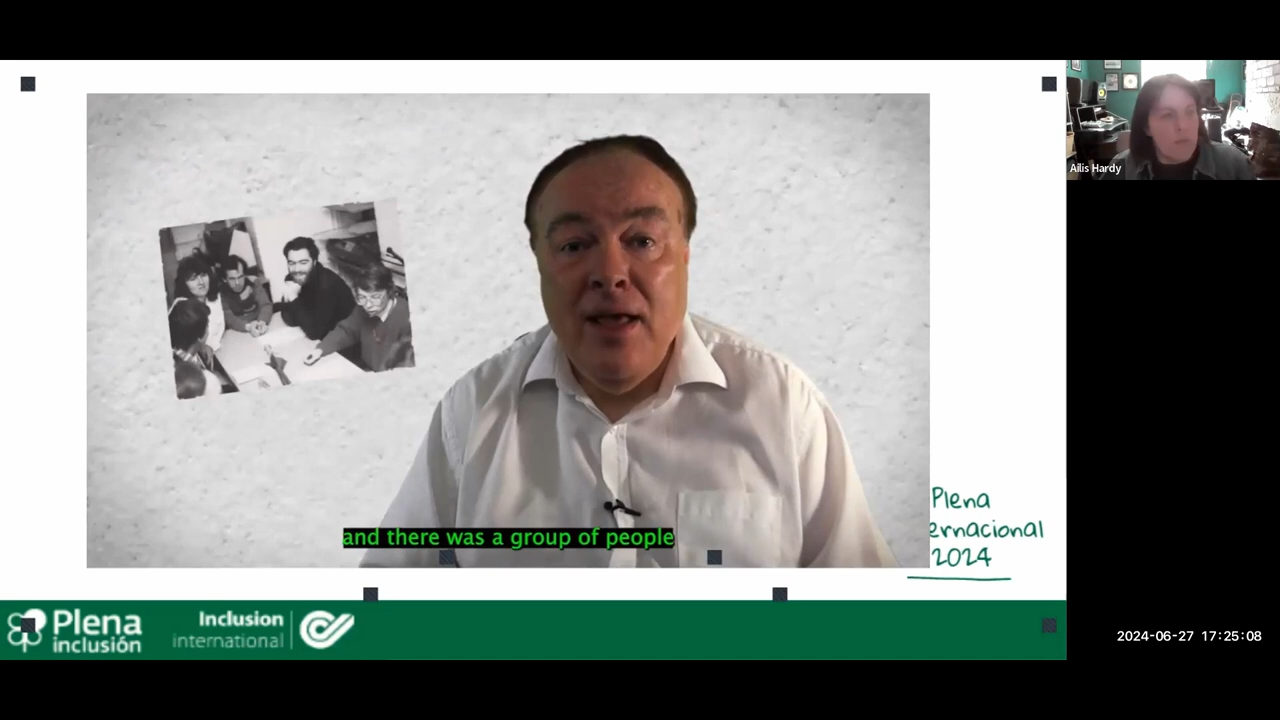 Ailis Hardy
and there was a group of people
Plena
ernacional
2024
Plena
inclusión
Inclusion
international
2024-06-27 17:25:08